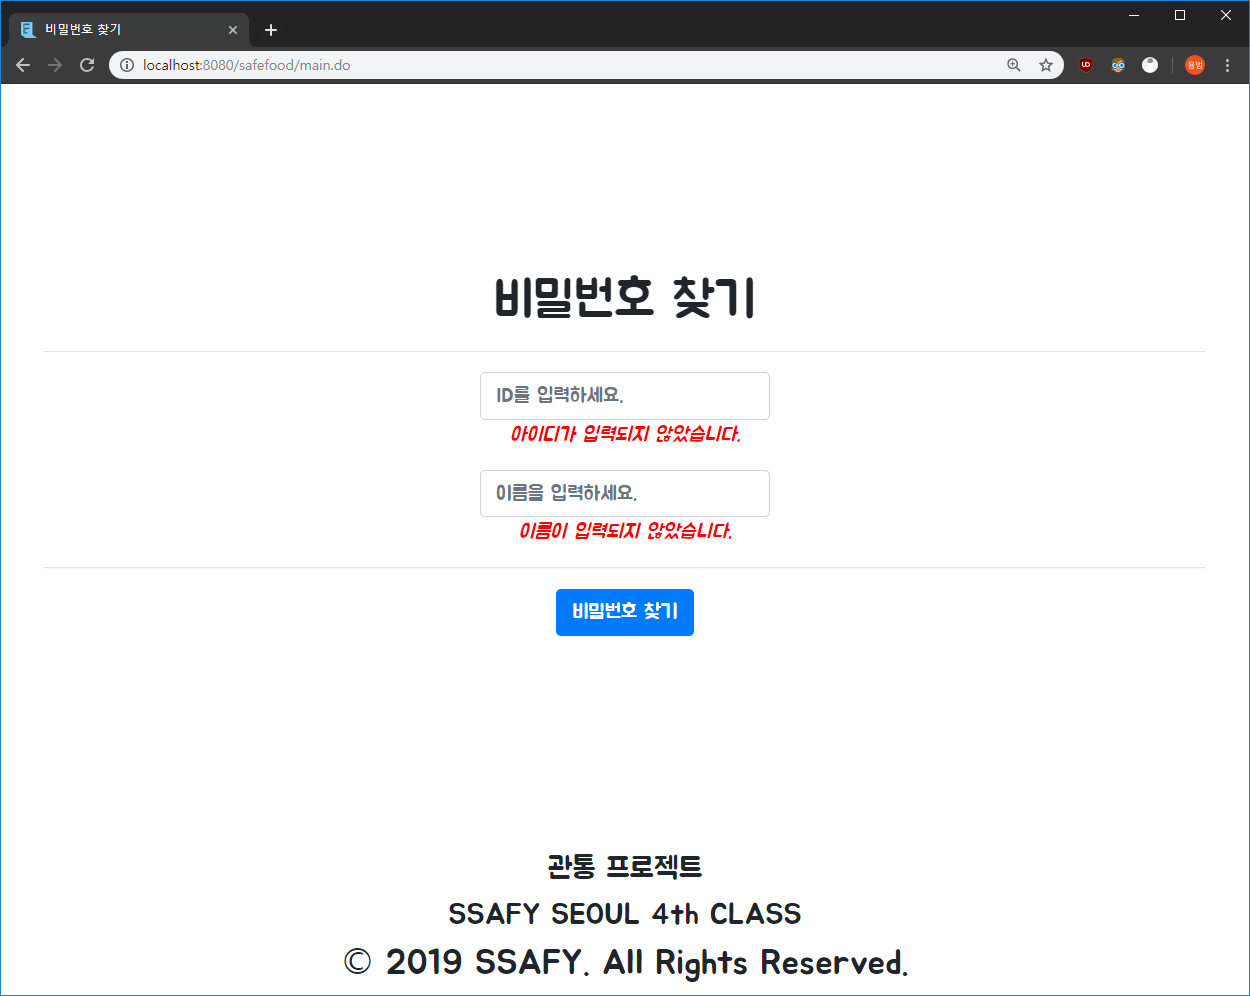 비밀번호 찾기
localhost:8080/safefood/main.do
용범
비밀번호 찾기
ID를 입력하세요.
아이디가 입력되지 않았습니다.
이름을 입력하세요.
이름이 입력되지 않았습니다.
비밀번호 찾기
관통 프로젝트
SSAFY SEOUL 4th CLASS
© 2019 SSAFY. All Rights Reserved.